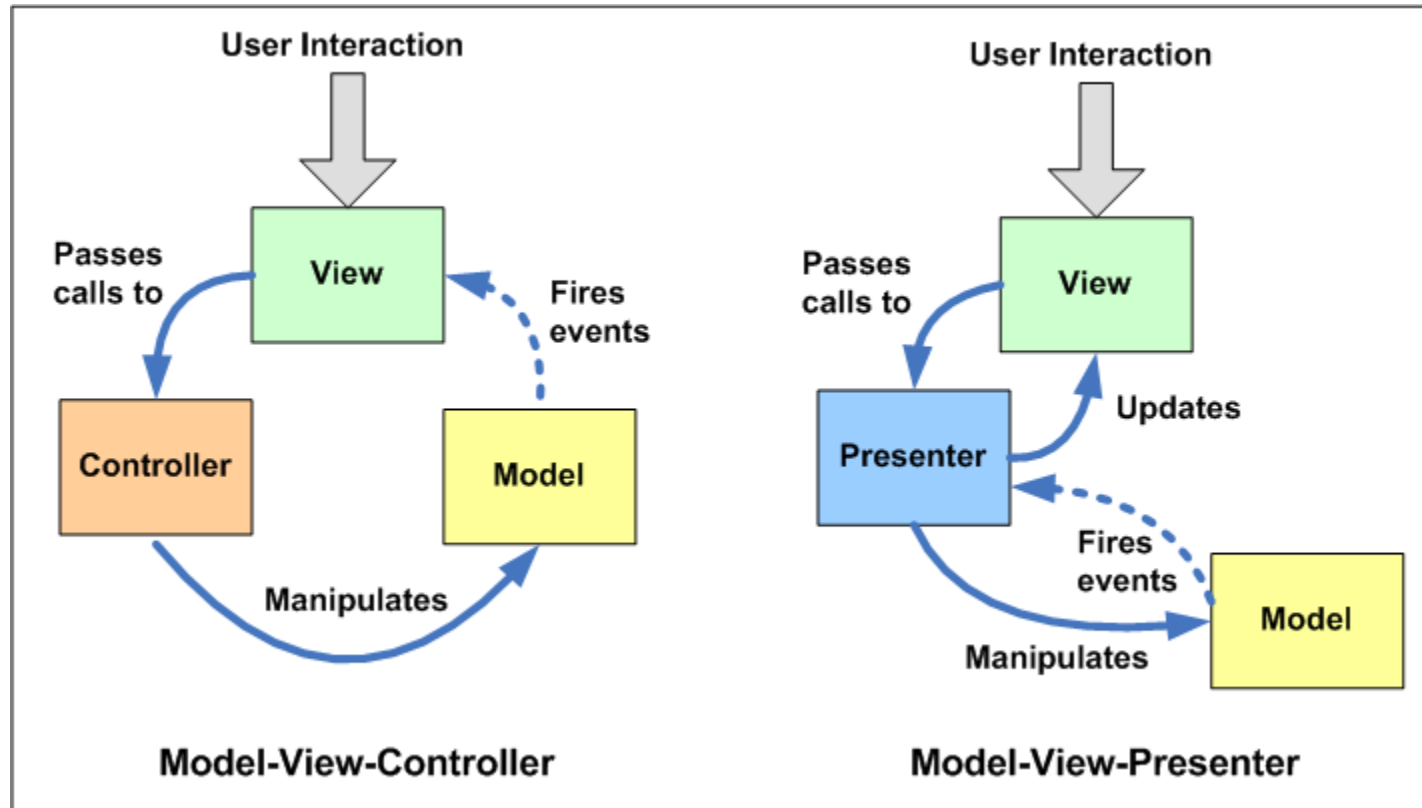 User Interaction
Passes
calls to
View
Fires
events
Controller
Model
Manipulates
Model-View-Controller
User Interaction
Passes
calls to
View
Updates
Presenter
Fires
events
Model
Manipulates
Model-View-Presenter